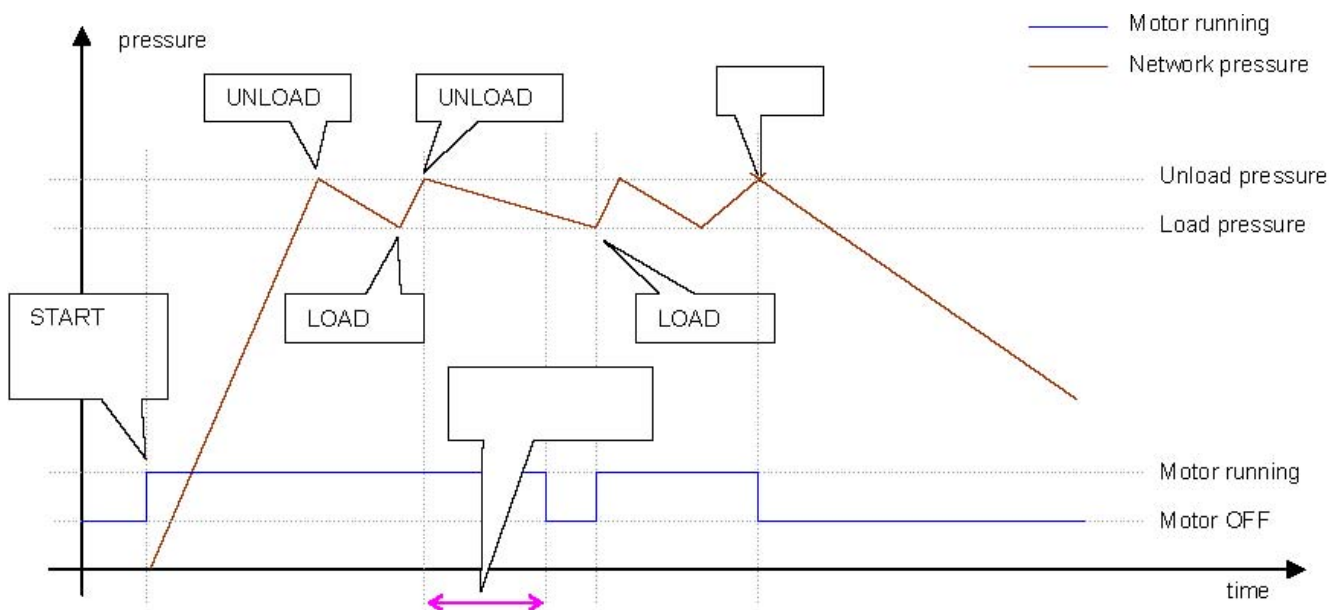 pressure
Motor running
Network pressure
UNLOAD
UNLOAD
Unload pressure
Load pressure
START
LOAD
LOAD
Motor running
Motor OFF
time